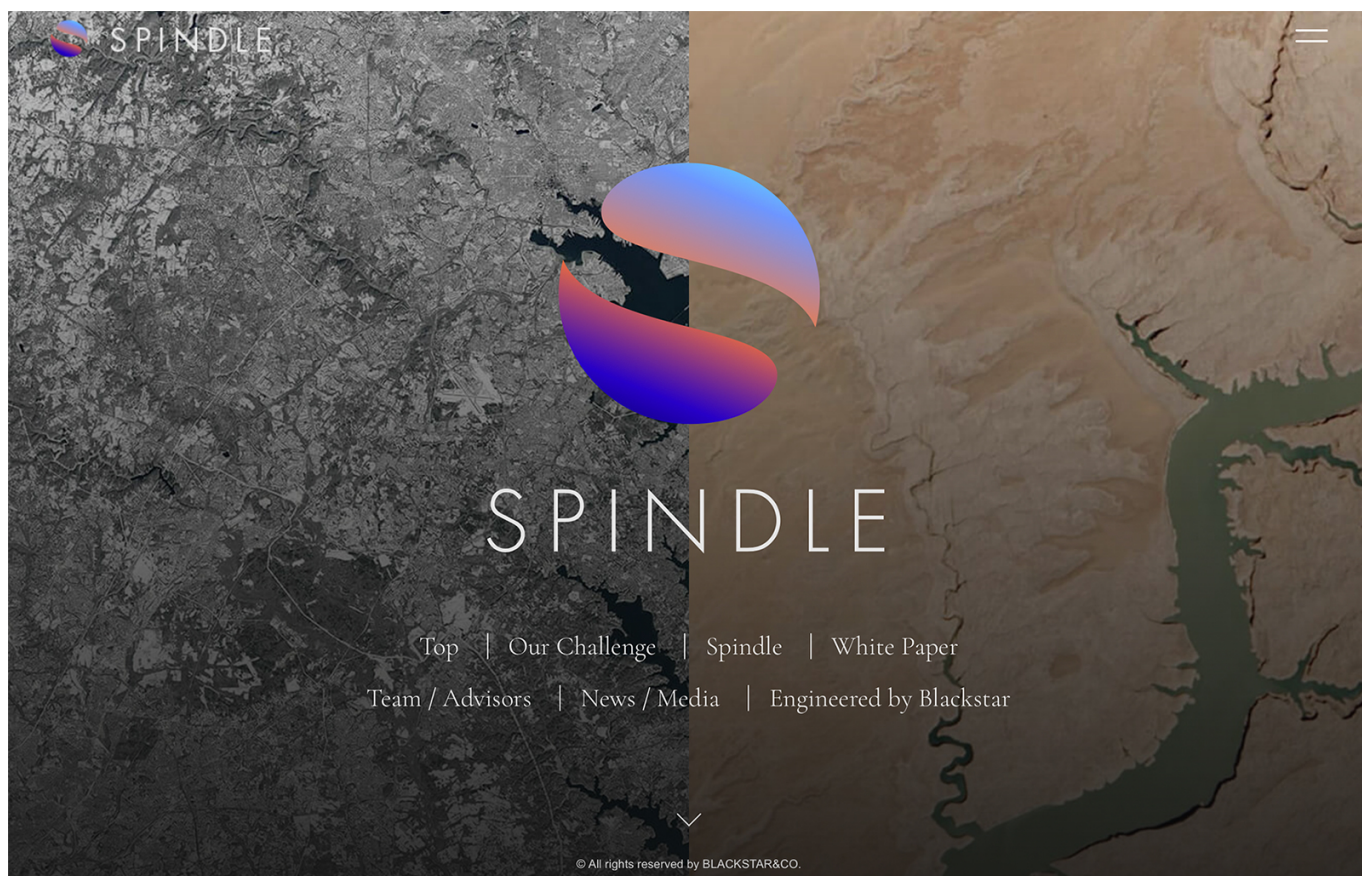 SPINDLE
SPINDLE
Top | Our Challenge | Spindle | White Paper
Team / Advisors | News / Media | Engineered by Blackstar
© All rights reserved by BLACKSTAR&CO.